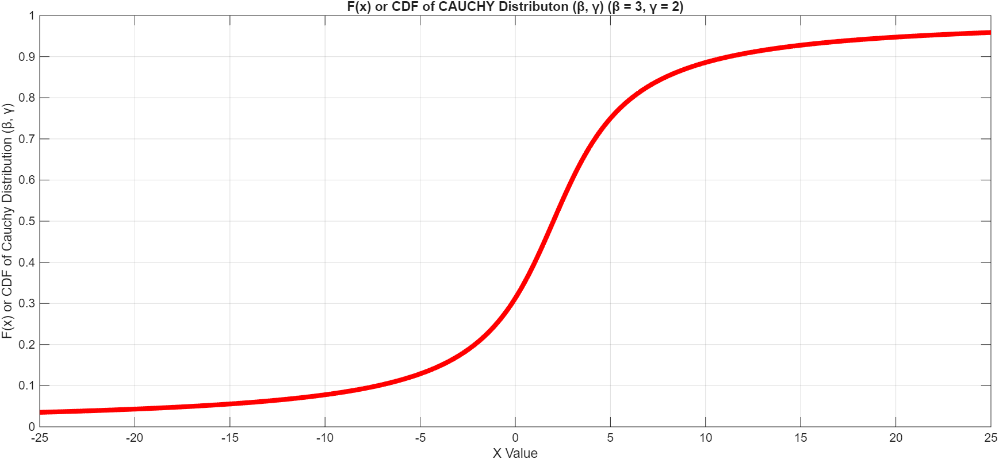 F(x) or CDF of CAUCHY Distributon (β, γ) (β = 3, γ = 2)
F(x) or CDF of Cauchy Distribution (β, γ)
1
0.9
0.8
0.7
0.6
0.5
0.4
0.3
0.2
0.1
0
-25 -20 -15 -10 -5 0 5 10 15 20 25
X Value